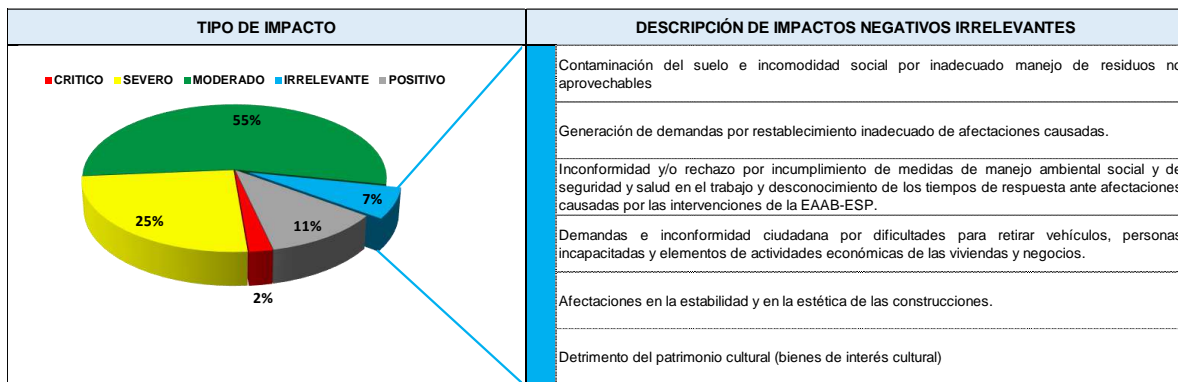 TIPO DE IMPACTO
DESCRIPCIÓN DE IMPACTOS NEGATIVOS IRRELEVANTES
CRITICO SEVERO MODERADO IRRELEVANTE POSITIVO
55%
7%
25%
11%
2%
Contaminación del suelo e incomodidad social por inadecuado manejo de residuos no
aprovechables
Generación de demandas por restablecimiento inadecuado de afectaciones causadas.
Inconformidad y/o rechazo por incumplimiento de medidas de manejo ambiental social y de
seguridad y salud en el trabajo y desconocimiento de los tiempos de respuesta ante afectaciones
causadas por las intervenciones de la EAAB-ESP.
Demandas e inconformidad ciudadana por dificultades para retirar vehículos, personas
incapacitadas y elementos de actividades económicas de las viviendas y negocios.
Afectaciones en la estabilidad y en la estética de las construcciones.
Detrimento del patrimonio cultural (bienes de interés cultural)